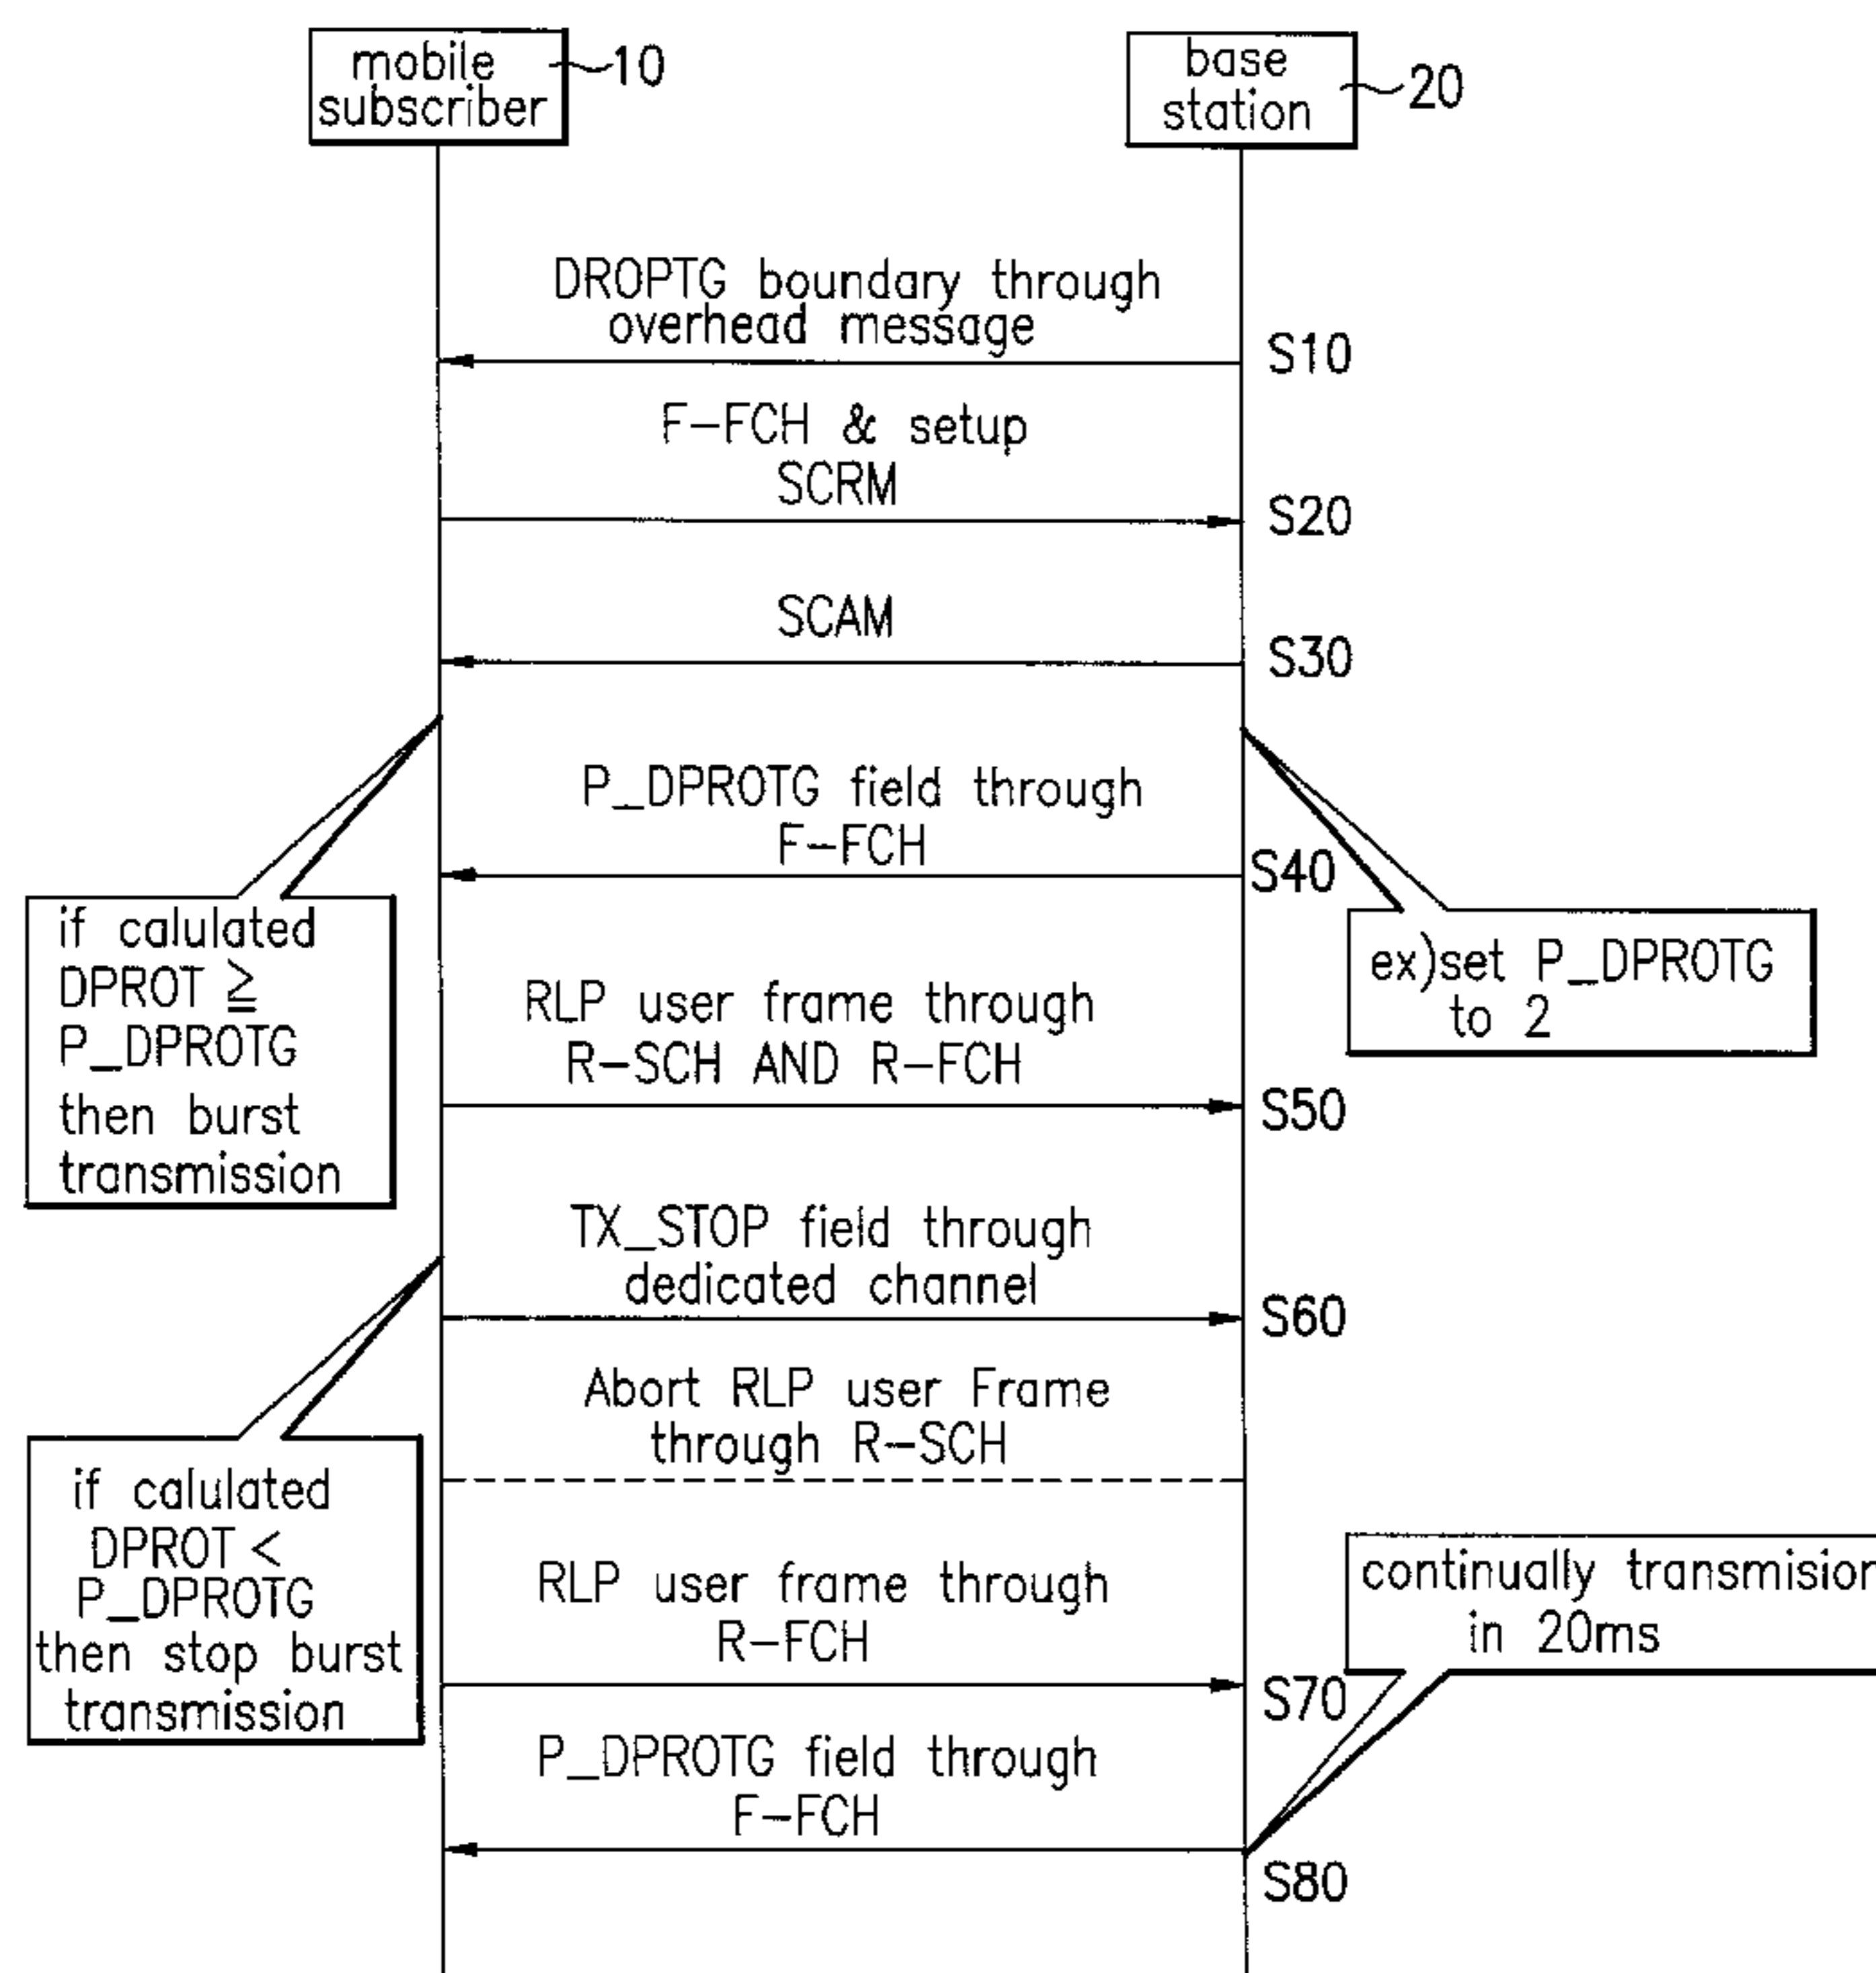 mobile
subscriber
10
base
station
20
DROPTG boundary through
overhead message
S10
F-FCH & setup
SCRM
S20
SCAM
S30
P_DPROTG field through
F-FCH
S40
if calulated
DPROT ≧
P_DPROTG
then burst
transmission
ex)set P_DPROTG
to 2
RLP user frame through
R-SCH AND R-FCH
S50
TX_STOP field through
dedicated channel
S60
Abort RLP user Frame
through R-SCH
if calulated
DPROT <
P_DPROTG
then stop burst
transmission
RLP user frame through
R-FCH
S70
continually transmision
in 20ms
P_DPROTG field through
F-FCH
S80